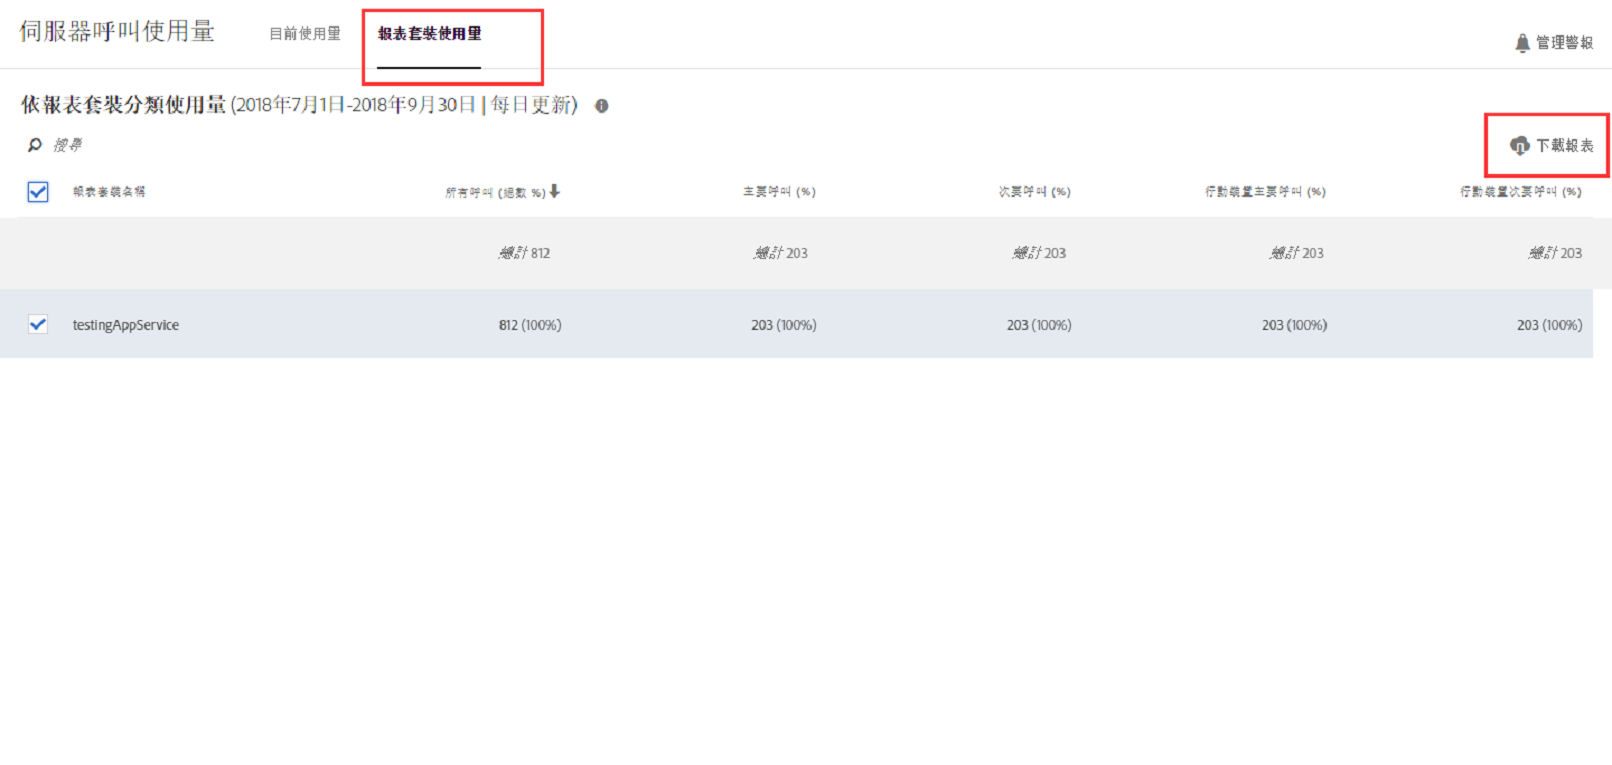 伺服器呼叫使用量 目前使用量 報表套裝使用量
管理警報
依報表套裝分類使用量 (2018年7月1日-2018年9月30日 | 每日更新)
搜尋
下載報表
報表套裝名稱 所有呼叫 (總數 %) 主要呼叫 (%) 次要呼叫 (%) 行動裝置主要呼叫 (%) 行動裝置次要呼叫 (%)
總計 812 總計 203 總計 203 總計 203 總計 203
testingAppService 812 (100%) 203 (100%) 203 (100%) 203 (100%) 203 (100%)